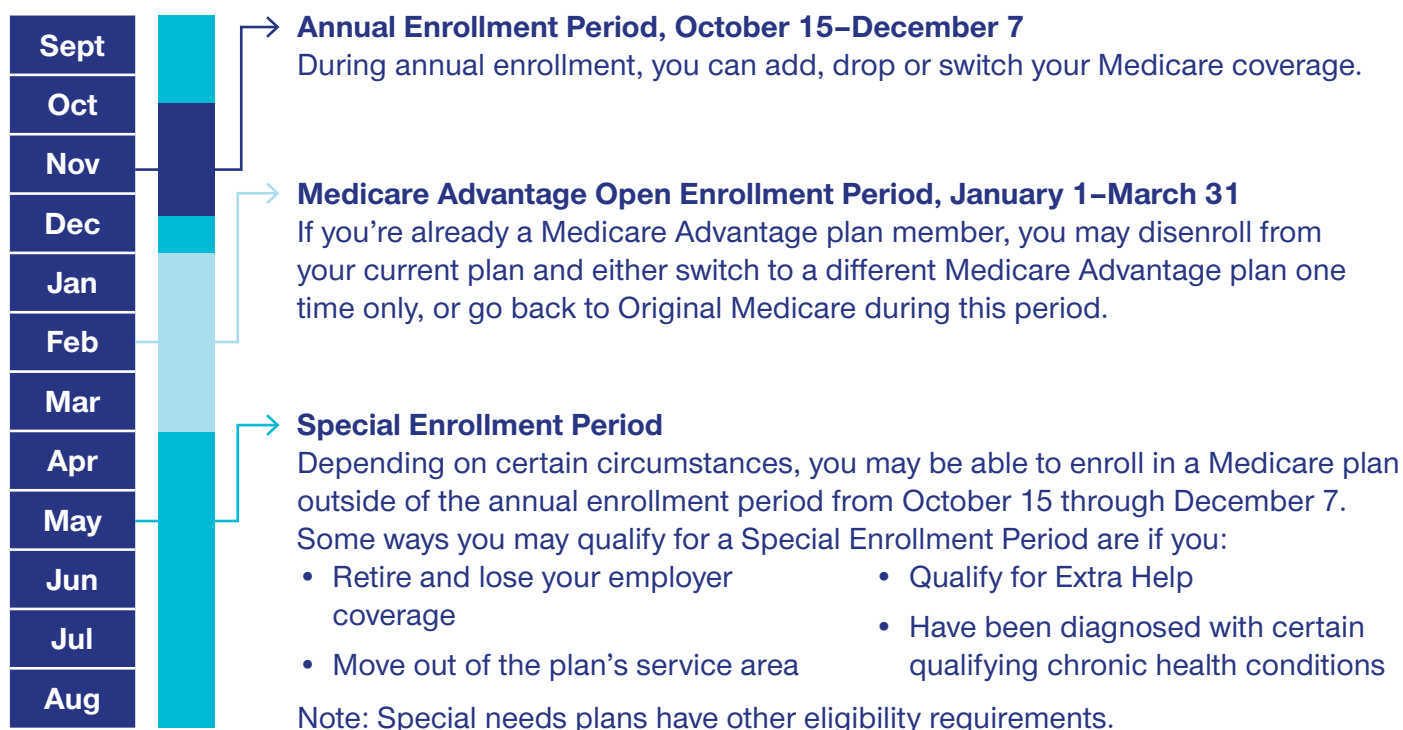 Sept
Oct
Nov
Dec
Jan
Feb
Mar
Apr
May
Jun
Jul
Aug
Annual Enrollment Period, October 15–December 7
During annual enrollment, you can add, drop or switch your Medicare coverage.
Medicare Advantage Open Enrollment Period, January 1–March 31
If you’re already a Medicare Advantage plan member, you may disenroll from
your current plan and either switch to a different Medicare Advantage plan one
time only, or go back to Original Medicare during this period.
Special Enrollment Period
Depending on certain circumstances, you may be able to enroll in a Medicare plan
outside of the annual enrollment period from October 15 through December 7.
Some ways you may qualify for a Special Enrollment Period are if you:
• Retire and lose your employer
coverage
• Move out of the plan’s service area
• Qualify for Extra Help
• Have been diagnosed with certain
qualifying chronic health conditions
Note: Special needs plans have other eligibility requirements.